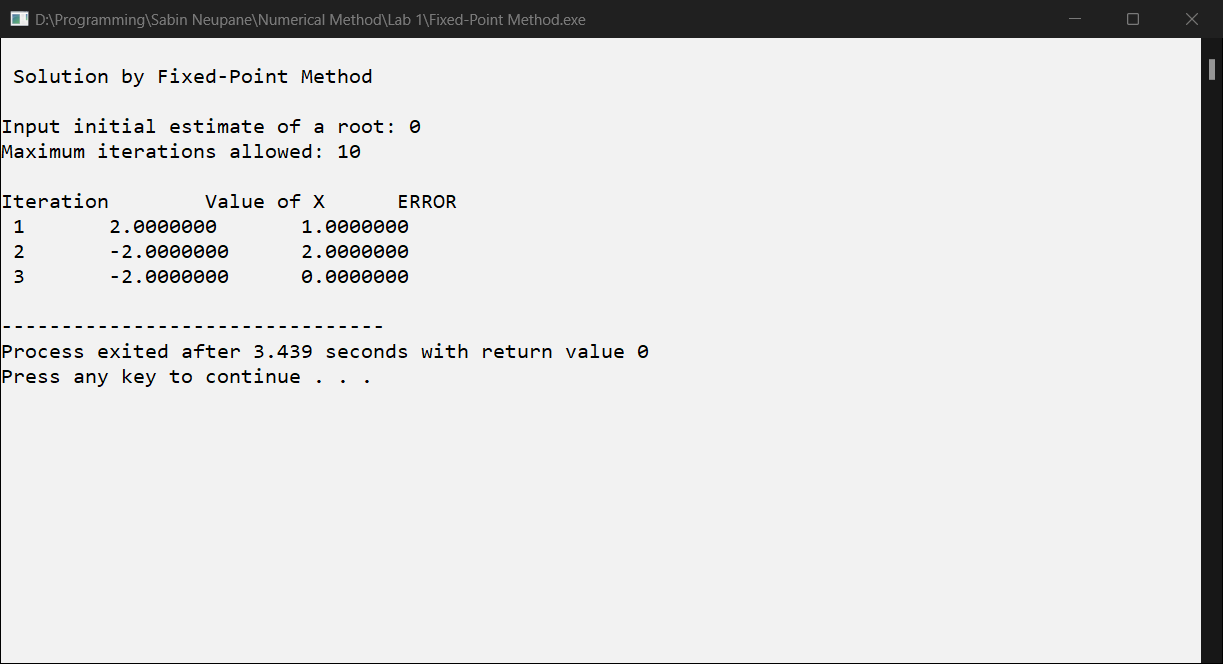 D:\Programming\Sabin Neupane\Numerical Method\Lab 1\Fixed-Point Method.exe
Solution by Fixed-Point Method
Input initial estimate of a root: 0
Maximum iterations allowed: 10
Iteration        Value of X      ERROR
1       2.0000000       1.0000000
2       -2.0000000      2.0000000
3       -2.0000000      0.0000000
--------------------------------
Process exited after 3.439 seconds with return value 0
Press any key to continue . . .